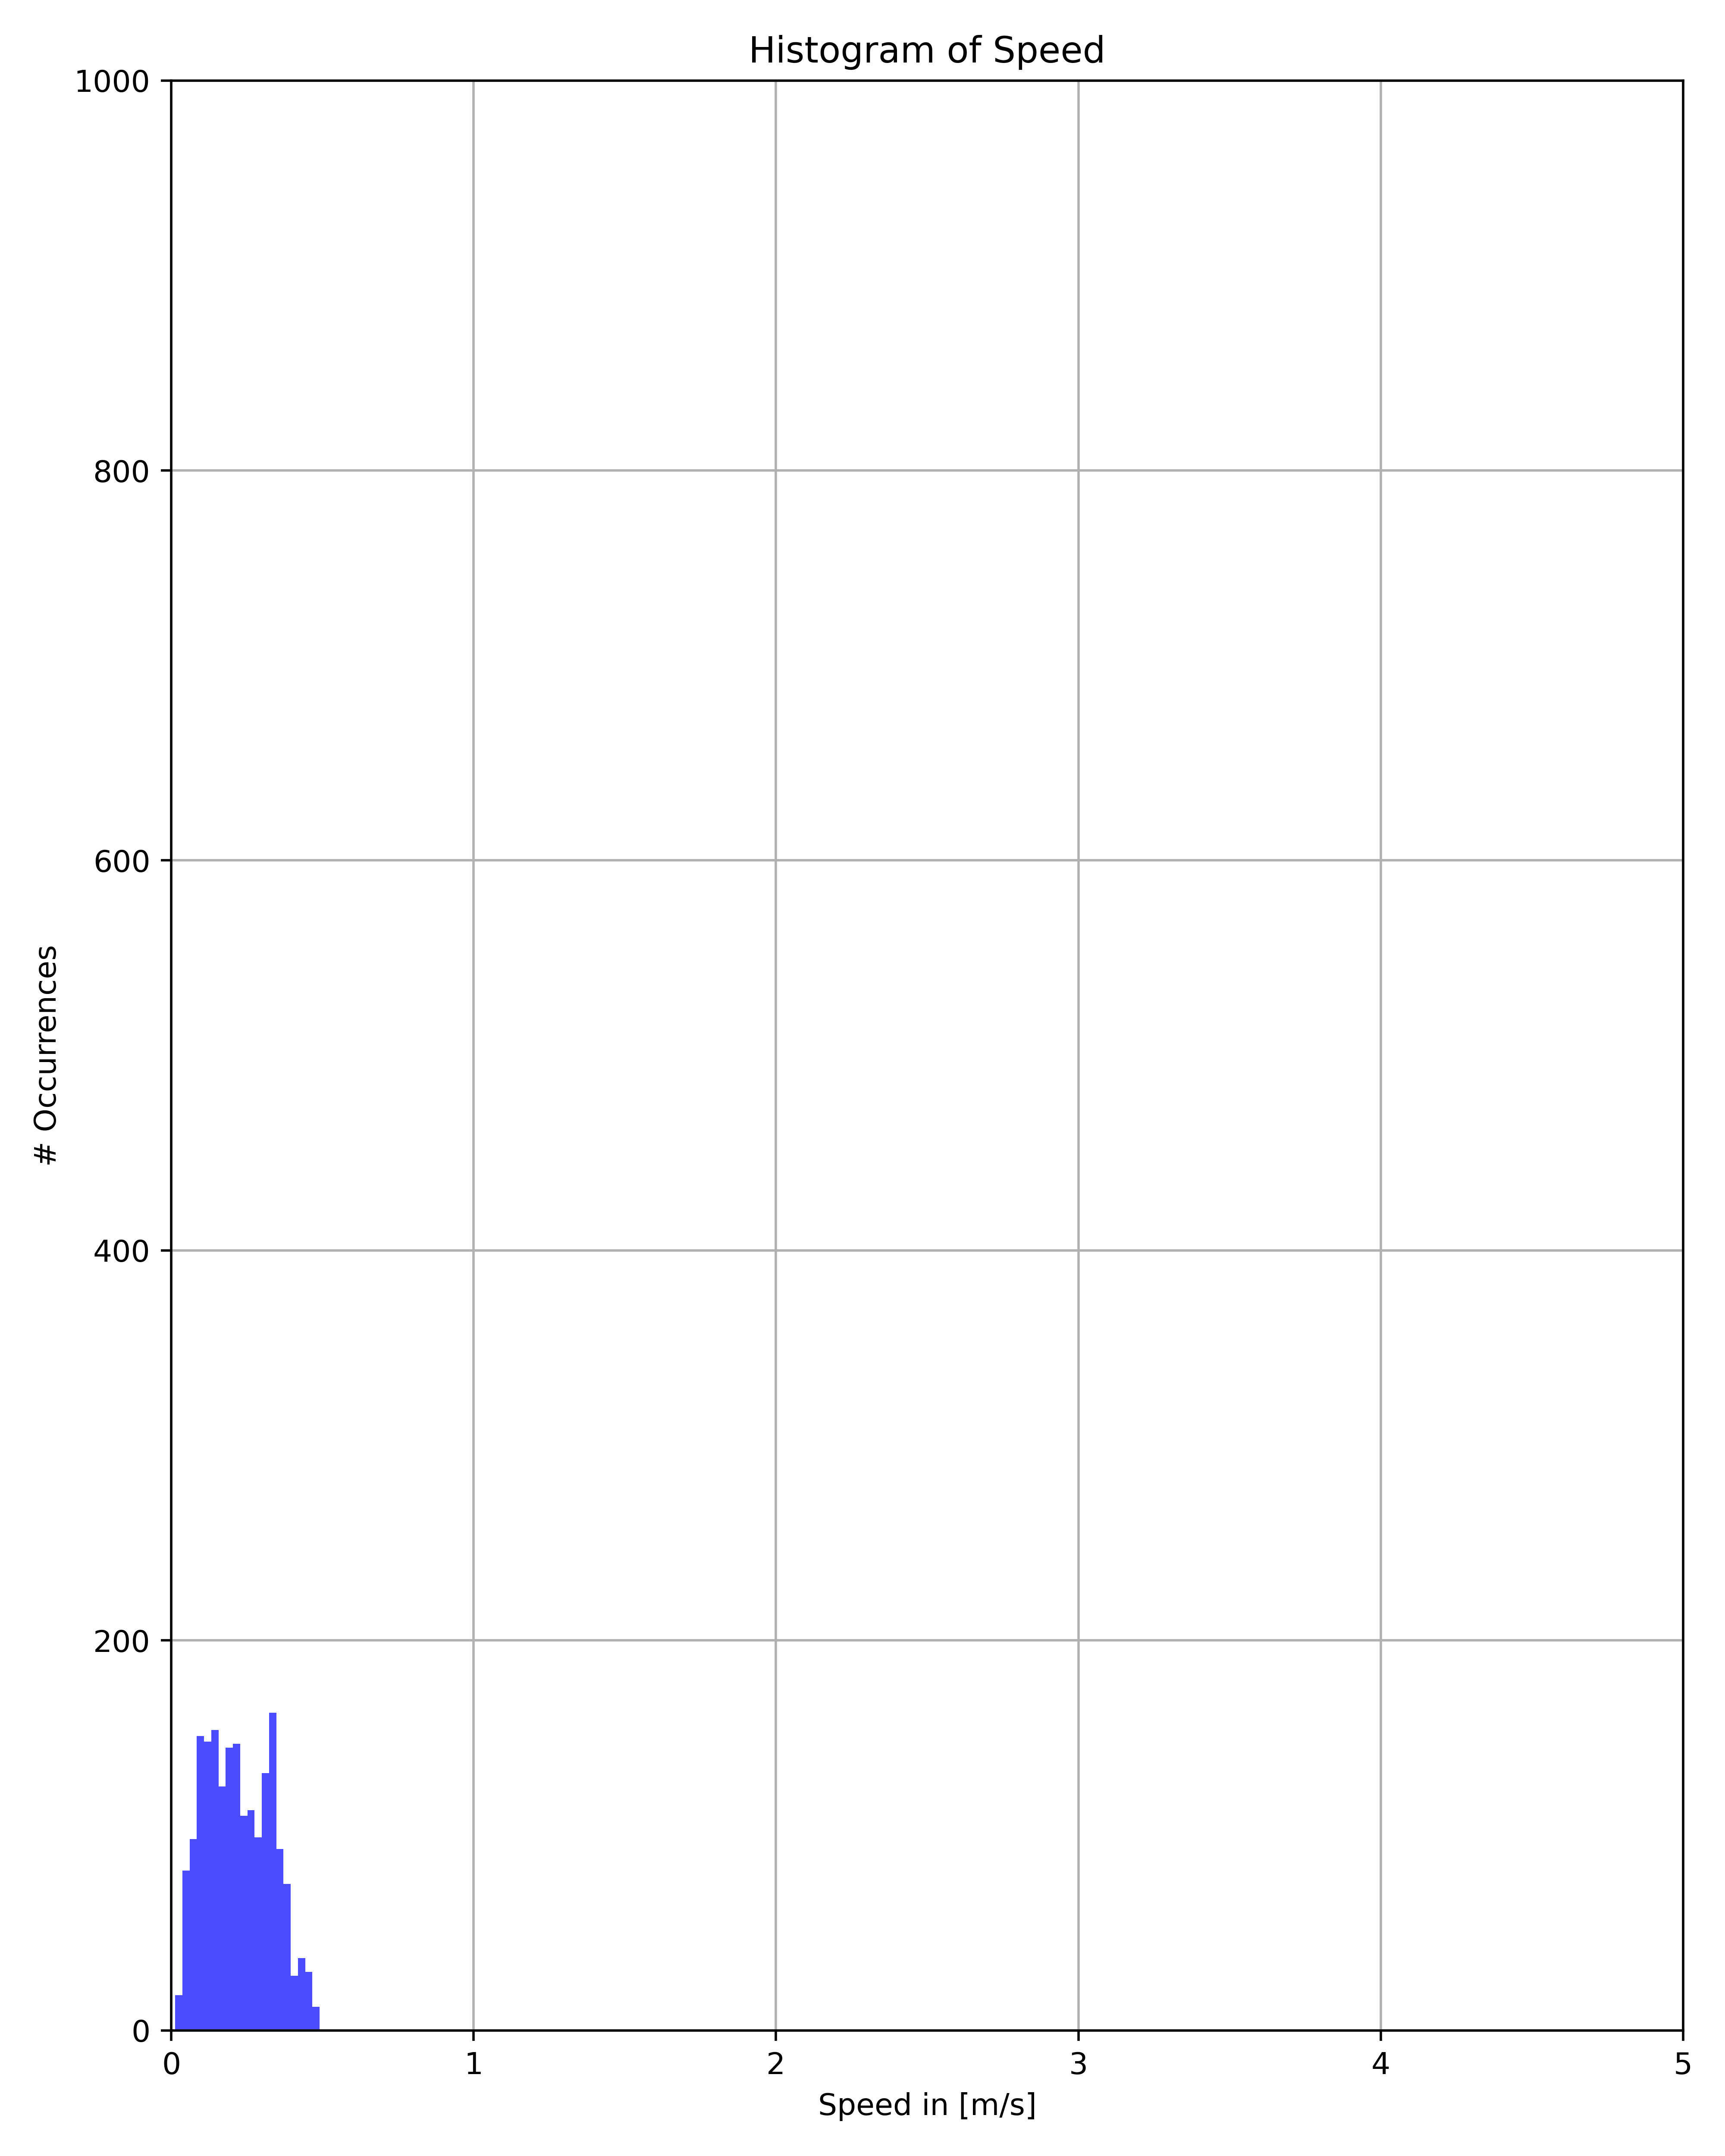 Histogram of Speed
1000
800
600
400
200
0
# Occurrences
0 1 2 3 4 5
Speed in [m/s]